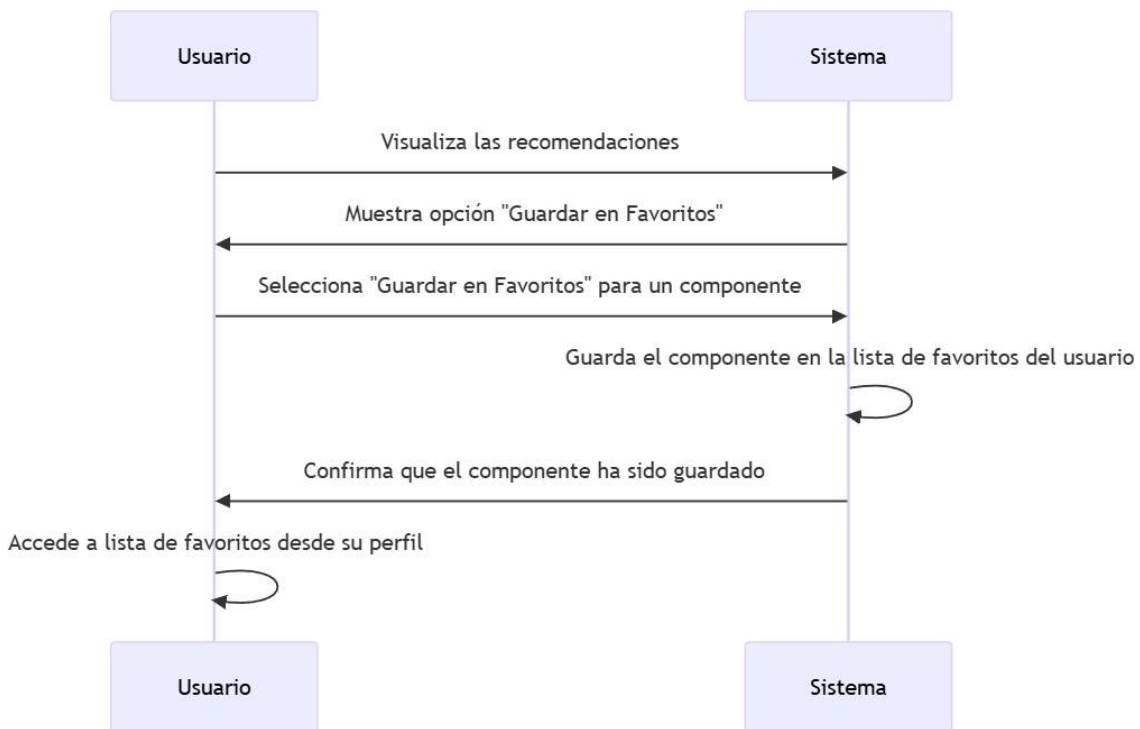 Usuario
Sistema
Visualiza las recomendaciones
Muestra opción "Guardar en Favoritos"
Selecciona "Guardar en Favoritos" para un componente
Guarda el componente en la lista de favoritos del usuario
Confirma que el componente ha sido guardado
Accede a lista de favoritos desde su perfil
Usuario
Sistema